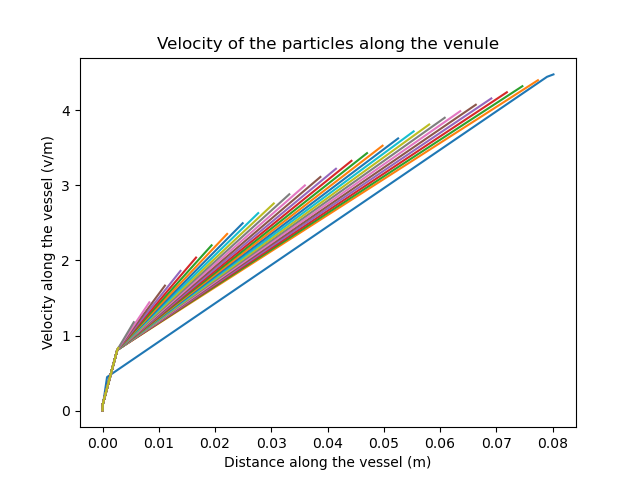 Velocity of the particles along the venule
Velocity along the vessel (v/m)
4
3
2
1
0
0.00 0.01 0.02 0.03 0.04 0.05 0.06 0.07 0.08
Distance along the vessel (m)